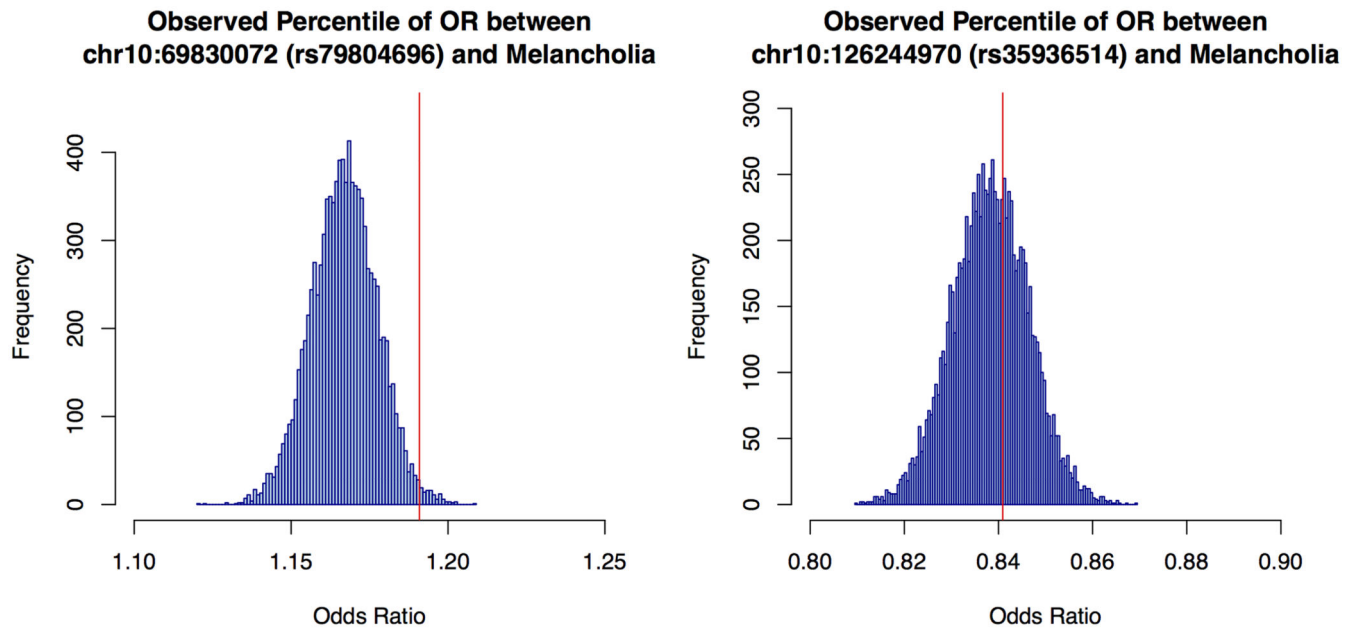 Observed Percentile of OR between
chr10:69830072 (rs79804696) and Melancholia
Frequency
400
300
200
100
0
1.10 1.15 1.20 1.25
Odds Ratio
Observed Percentile of OR between
chr10:126244970 (rs35936514) and Melancholia
Frequency
300
250
200
150
100
50
0
0.80 0.82 0.84 0.86 0.88 0.90
Odds Ratio